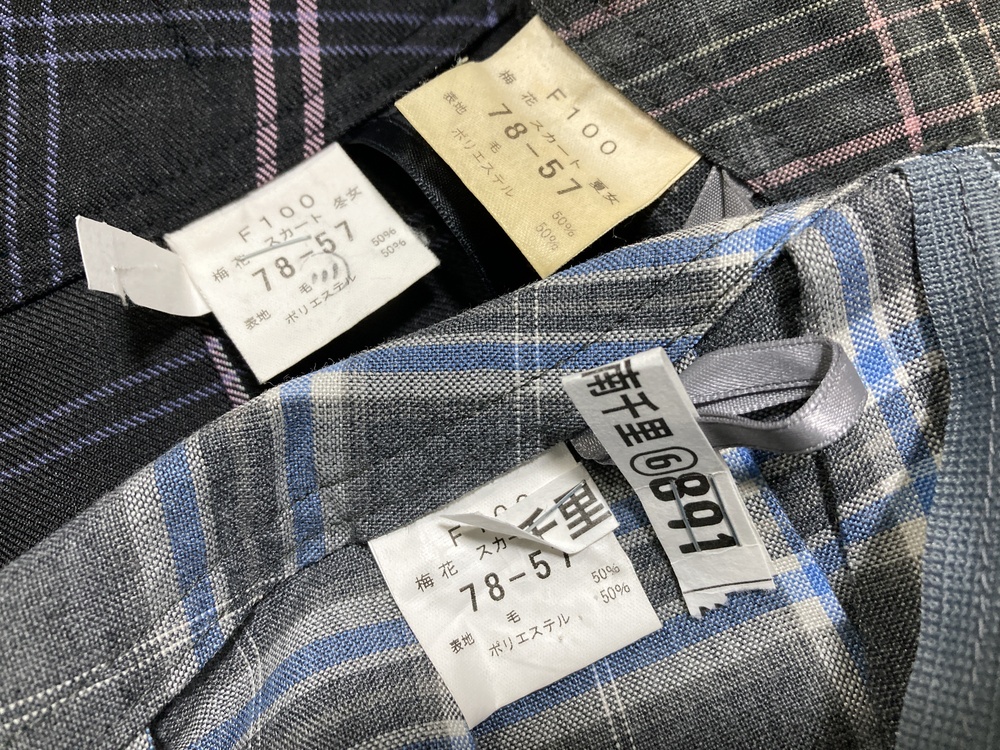 F100
梅花 スカート 夏女
78-57
表地 毛 50%
ポリエステル 50%
F100
梅花 スカート 冬女
78-57
表地 毛 50%
ポリエステル 50%
南千里⑥891
F100
梅花 スカー
千里
78-57
表地 毛 50%
ポリエステル 50%